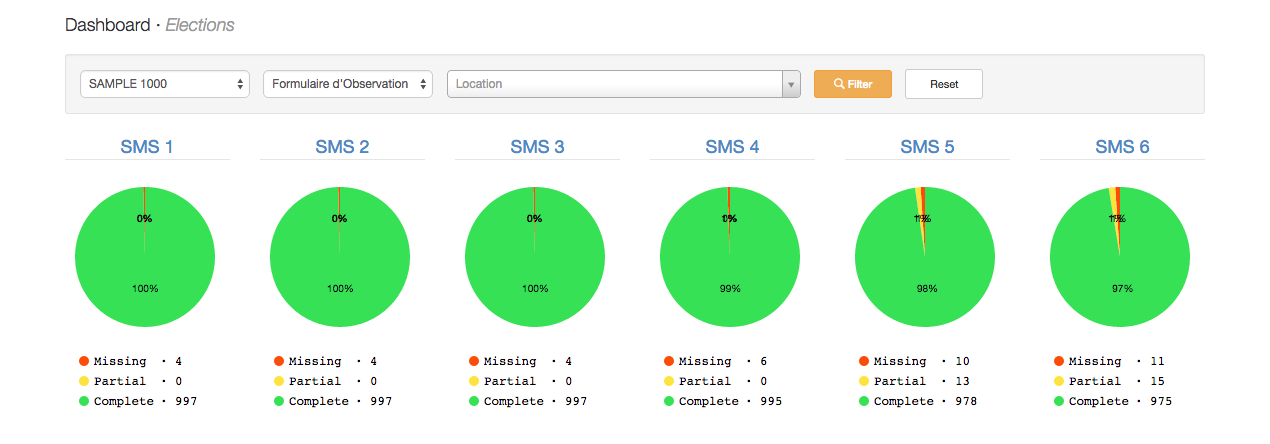 Dashboard · Elections
SAMPLE 1000 Formulaire d'Observation Location Filter Reset
SMS 1 SMS 2 SMS 3 SMS 4 SMS 5 SMS 6
0% 0% 0%
100% 100% 100% 99% 98% 97%
Missing · 4 Missing · 4 Missing · 4 Missing · 6 Missing · 10 Missing · 11
Partial · 0 Partial · 0 Partial · 0 Partial · 0 Partial · 13 Partial · 15
Complete · 997 Complete · 997 Complete · 997 Complete · 995 Complete · 978 Complete · 975